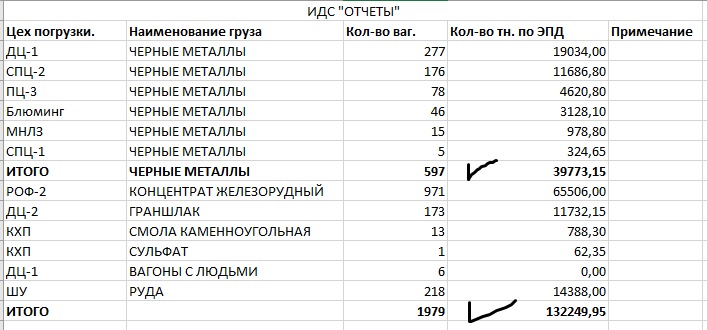 ИДС "ОТЧЕТЫ"
Цех погрузки. Наименование груза Кол-во ваг. Кол-во тн. по ЭПД Примечание
ДЦ-1 ЧЕРНЫЕ МЕТАЛЛЫ 277 19034,00
СПЦ-2 ЧЕРНЫЕ МЕТАЛЛЫ 176 11686,80
ПЦ-3 ЧЕРНЫЕ МЕТАЛЛЫ 78 4620,80
Блюминг ЧЕРНЫЕ МЕТАЛЛЫ 46 3128,10
МНЛЗ ЧЕРНЫЕ МЕТАЛЛЫ 15 978,80
СПЦ-1 ЧЕРНЫЕ МЕТАЛЛЫ 5 324,65
ИТОГО ЧЕРНЫЕ МЕТАЛЛЫ 597 39773,15
РОФ-2 КОНЦЕНТРАТ ЖЕЛЕЗОРУДНЫЙ 971 65506,00
ДЦ-2 ГРАНШЛАК 173 11732,15
КХП СМОЛА КАМЕННОУГОЛЬНАЯ 13 788,30
КХП СУЛЬФАТ 1 62,35
ДЦ-1 ВАГОНЫ С ЛЮДЬМИ 6 0,00
ШУ РУДА 218 14388,00
ИТОГО 1979 132249,95